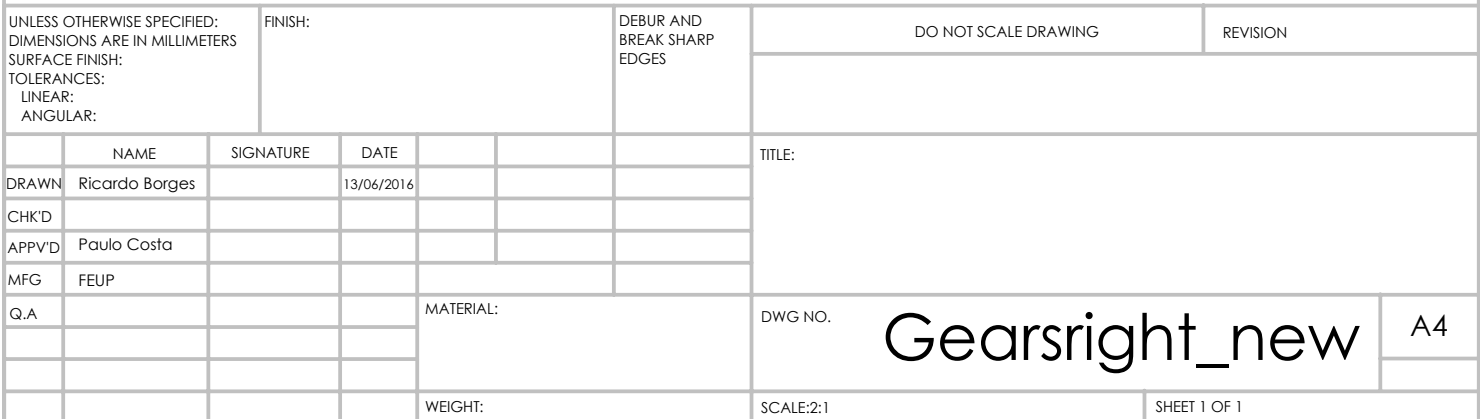 UNLESS OTHERWISE SPECIFIED:
DIMENSIONS ARE IN MILLIMETERS
SURFACE FINISH:
TOLERANCES:
LINEAR:
ANGULAR:
FINISH:
DEBUR AND
BREAK SHARP
EDGES
DO NOT SCALE DRAWING
REVISION
NAME SIGNATURE DATE
DRAWN Ricardo Borges 13/06/2016
CHK'D
APPV'D Paulo Costa
MFG FEUP
Q.A
TITLE:
MATERIAL:
DWG NO. Gearsright_new A4
WEIGHT:
SCALE:2:1
SHEET 1 OF 1